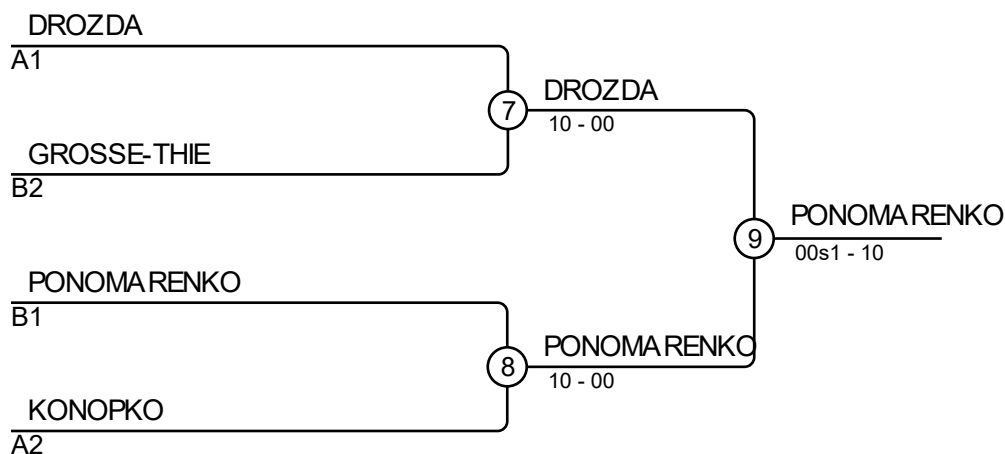 DROZDA
A1
7
DROZDA
10 - 00
GROSSE-THIE
B2
9
PONOMARENKO
00s1 - 10
PONOMARENKO
B1
8
PONOMARENKO
10 - 00
KONOPKO
A2